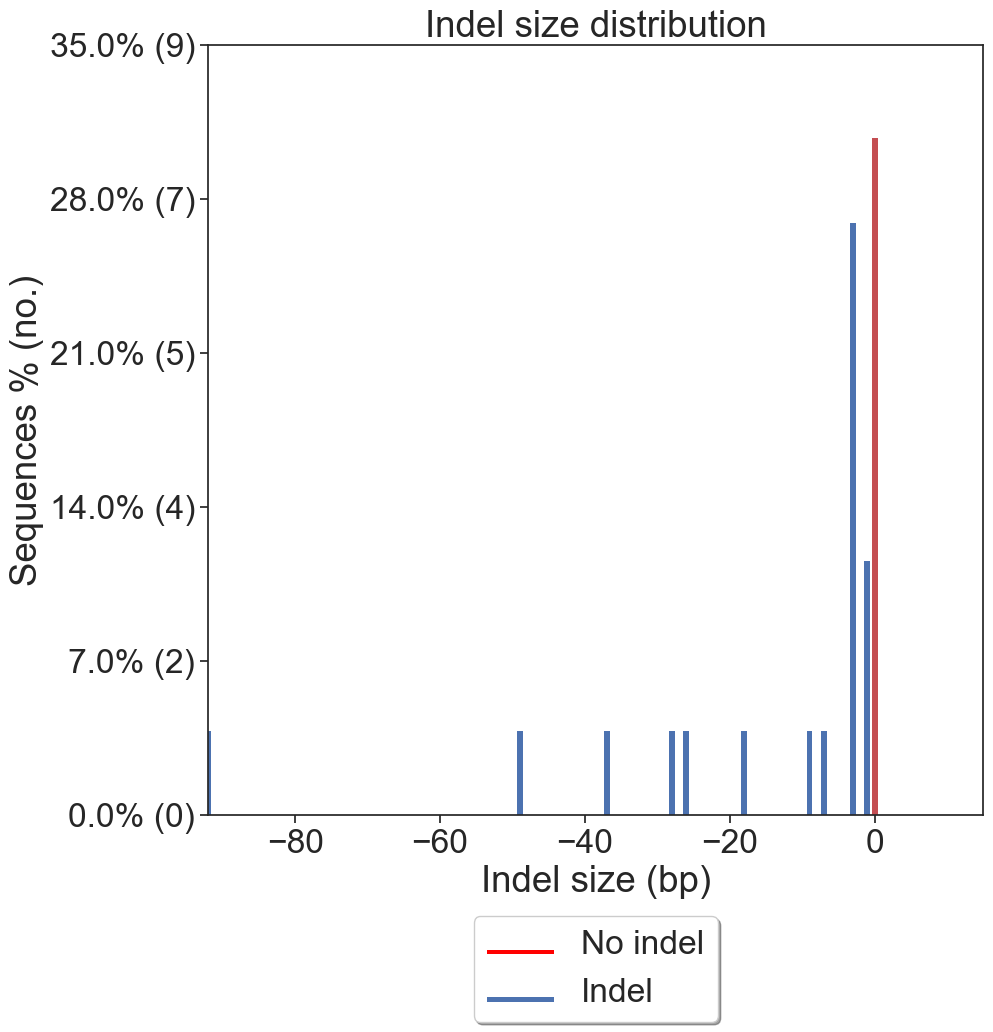 Indel size distribution
35.0% (9)
28.0% (7)
21.0% (5)
14.0% (4)
7.0% (2)
0.0% (0)
Sequences % (no.)
−80 −60 −40 −20 0
Indel size (bp)
No indel
Indel